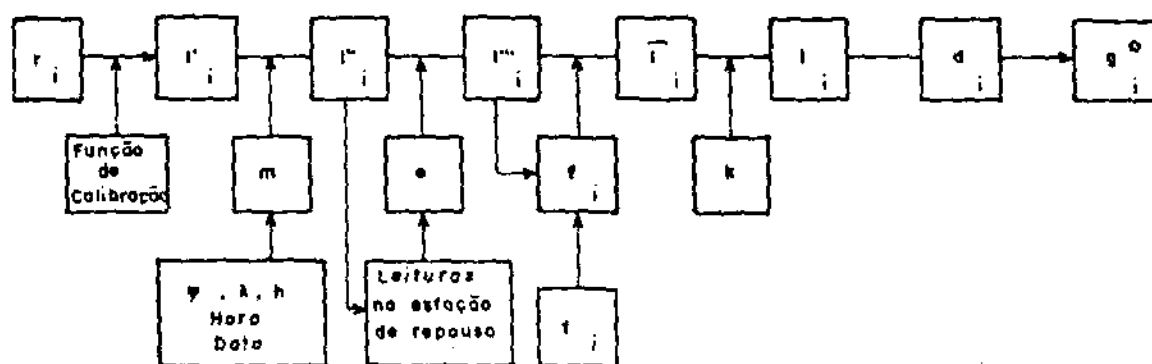 r i
l' i
l'' i
l''' i
l̅ i
l i
d i
g° i
Função
de
Calibração
m
e
f i
k
φ , λ, h
Hora
Data
Leituras
na estação
de repouso
t i